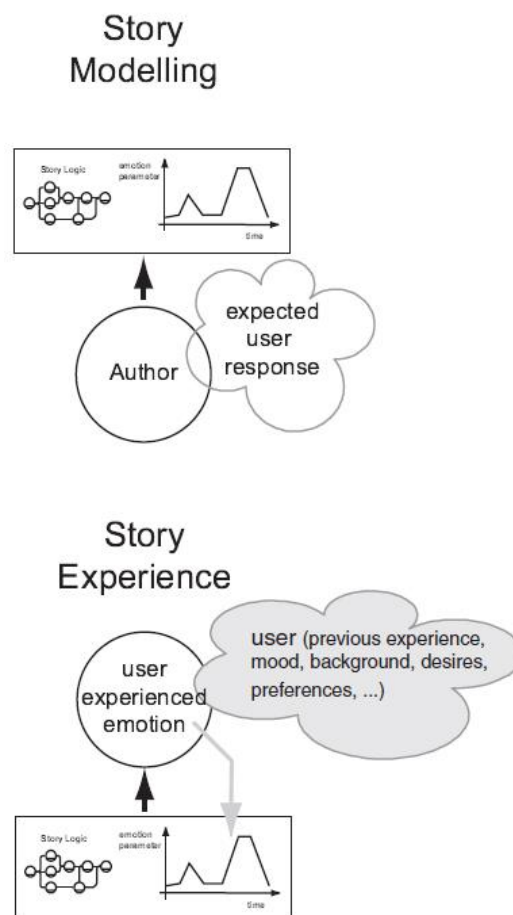 Story
Modelling
Story Logic
emotion
parameter
time
expected
user
response
Author
Story
Experience
user (previous experience,
mood, background, desires,
preferences, ...)
user
experienced
emotion
Story Logic
emotion
parameter
time